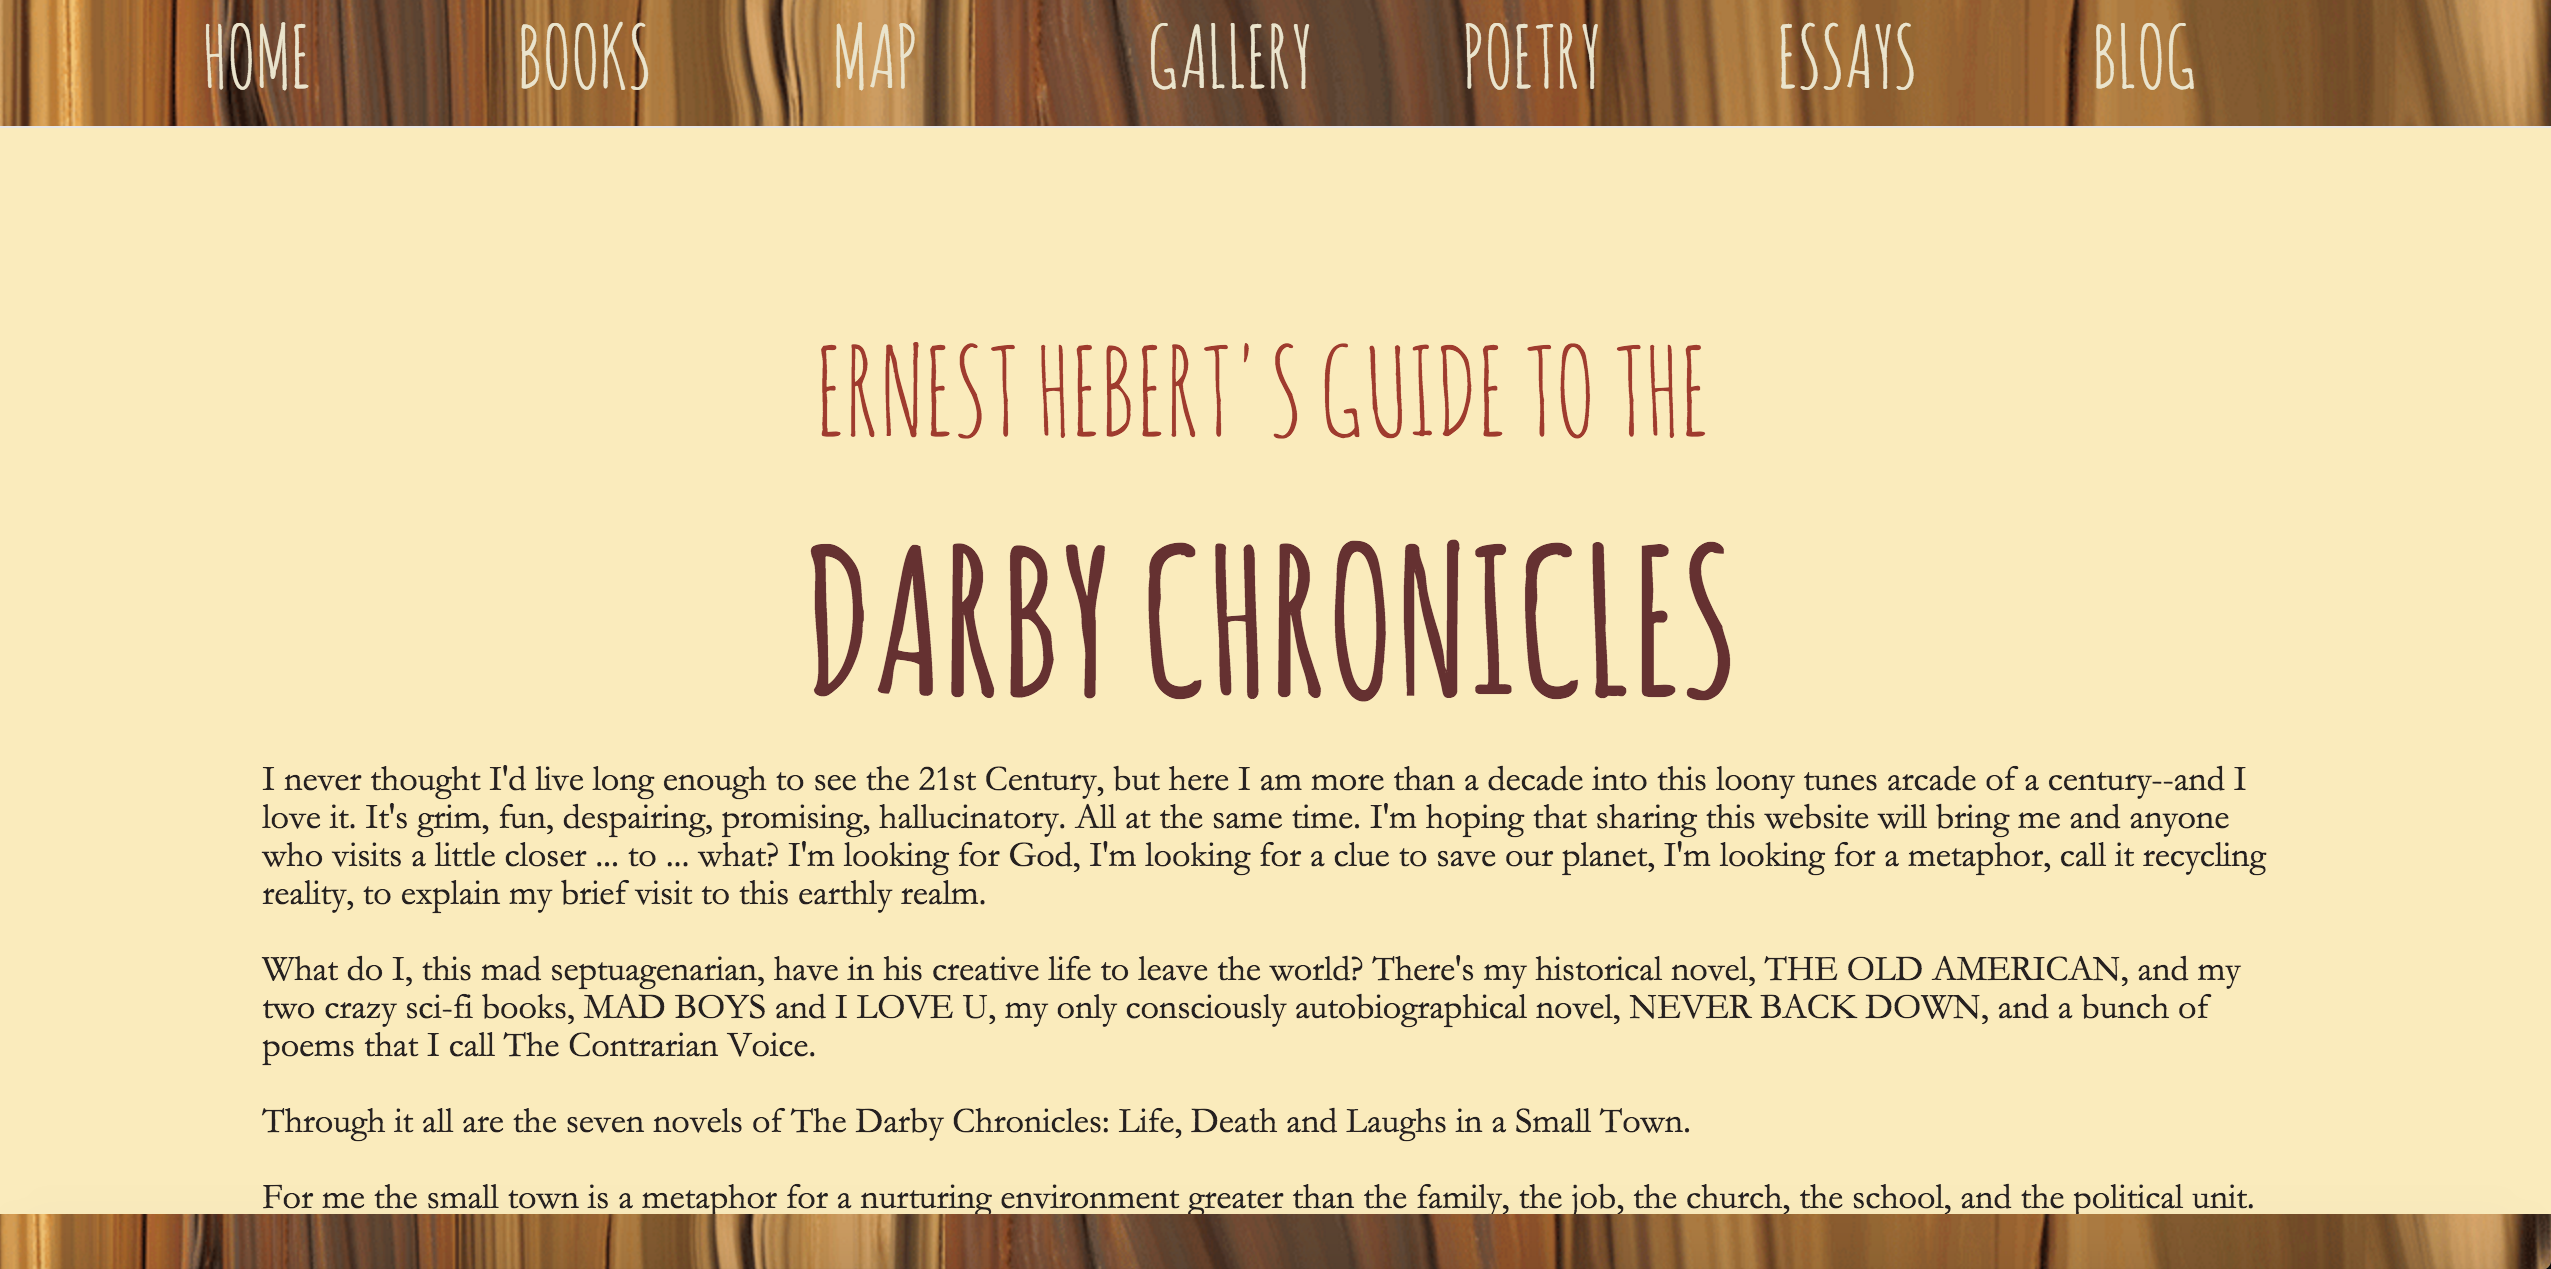 HOME BOOKS MAP GALLERY POETRY ESSAYS BLOG
ERNEST HEBERT'S GUIDE TO THE
DARBY CHRONICLES
I never thought I'd live long enough to see the 21st Century, but here I am more than a decade into this loony tunes arcade of a century--and I
love it. It's grim, fun, despairing, promising, hallucinatory. All at the same time. I'm hoping that sharing this website will bring me and anyone
who visits a little closer ... to ... what? I'm looking for God, I'm looking for a clue to save our planet, I'm looking for a metaphor, call it recycling
reality, to explain my brief visit to this earthly realm.
What do I, this mad septuagenarian, have in his creative life to leave the world? There's my historical novel, THE OLD AMERICAN, and my
two crazy sci-fi books, MAD BOYS and I LOVE U, my only consciously autobiographical novel, NEVER BACK DOWN, and a bunch of
poems that I call The Contrarian Voice.
Through it all are the seven novels of The Darby Chronicles: Life, Death and Laughs in a Small Town.
For me the small town is a metaphor for a nurturing environment greater than the family, the job, the church, the school, and the political unit.